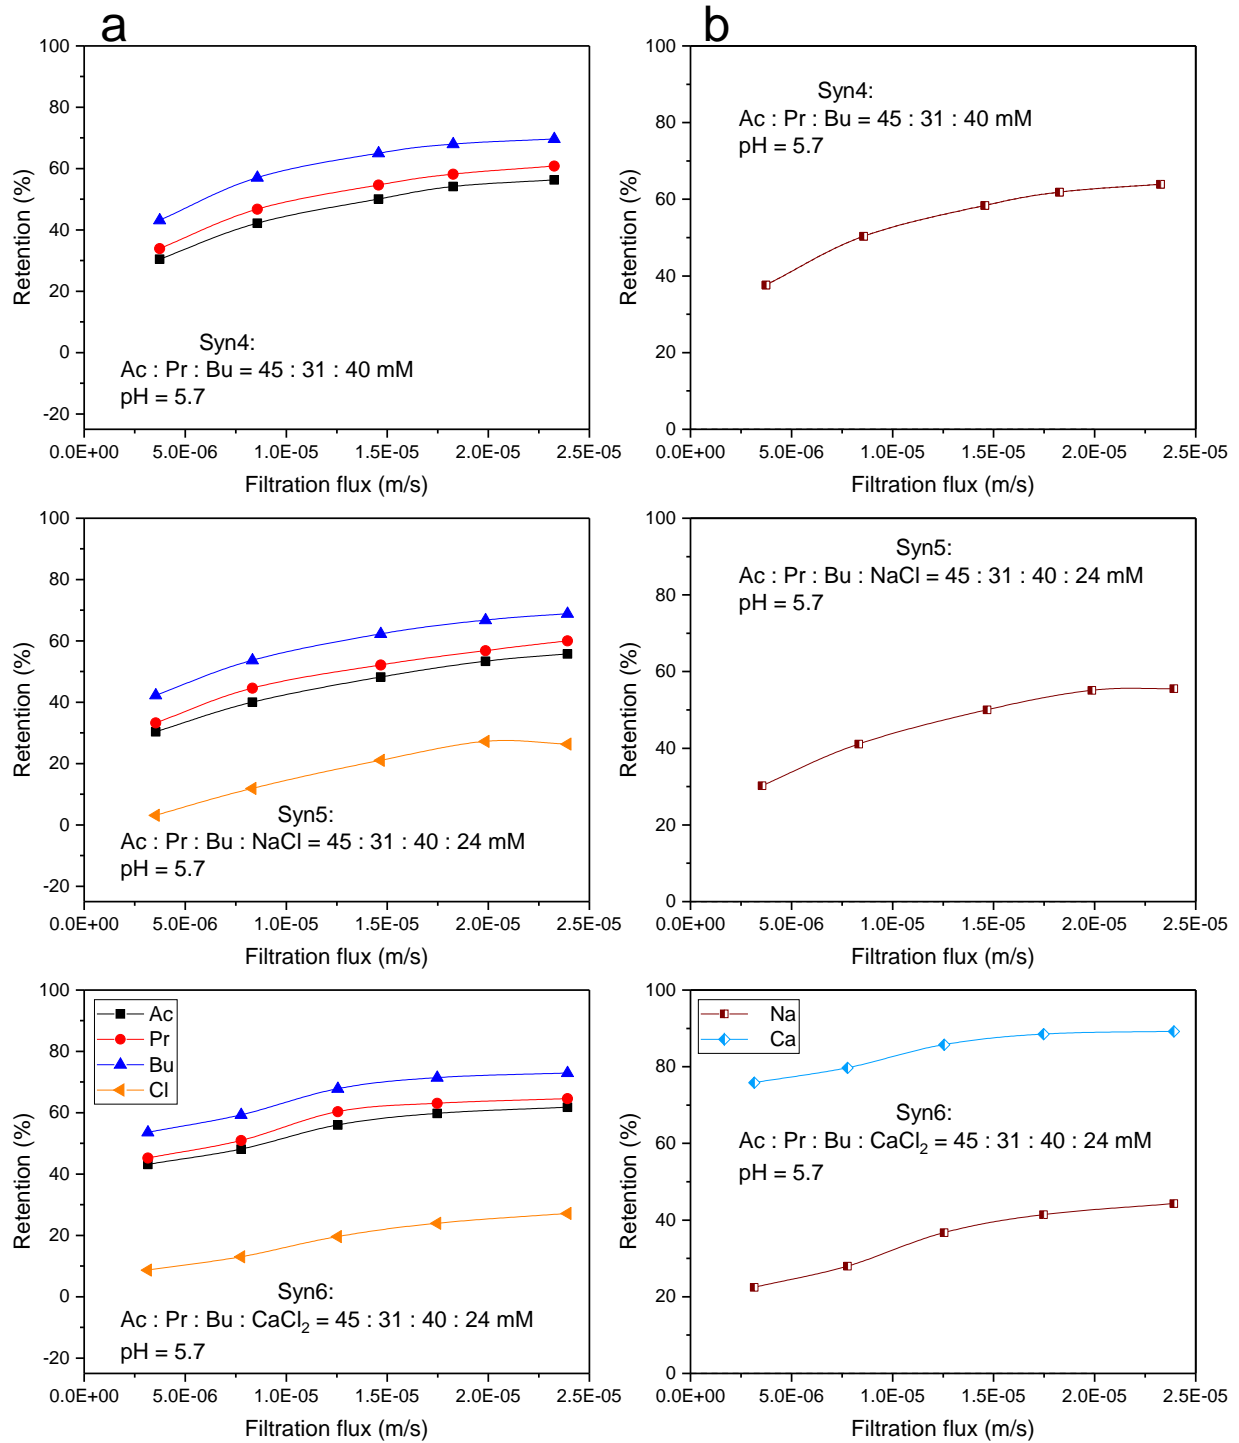 a
100
80
60
40
20
0
-20
Retention (%)
Syn4:
Ac : Pr : Bu = 45 : 31 : 40 mM
pH = 5.7
0.0E+00 5.0E-06 1.0E-05 1.5E-05 2.0E-05 2.5E-05
Filtration flux (m/s)
b
100
80
60
40
20
0
Retention (%)
Syn4:
Ac : Pr : Bu = 45 : 31 : 40 mM
pH = 5.7
0.0E+00 5.0E-06 1.0E-05 1.5E-05 2.0E-05 2.5E-05
Filtration flux (m/s)
100
80
60
40
20
0
-20
Retention (%)
Syn5:
Ac : Pr : Bu : NaCl = 45 : 31 : 40 : 24 mM
pH = 5.7
0.0E+00 5.0E-06 1.0E-05 1.5E-05 2.0E-05 2.5E-05
Filtration flux (m/s)
100
80
60
40
20
0
Retention (%)
Syn5:
Ac : Pr : Bu : NaCl = 45 : 31 : 40 : 24 mM
pH = 5.7
0.0E+00 5.0E-06 1.0E-05 1.5E-05 2.0E-05 2.5E-05
Filtration flux (m/s)
100
80
60
40
20
0
-20
Retention (%)
Ac
Pr
Bu
Cl
Syn6:
Ac : Pr : Bu : CaCl₂ = 45 : 31 : 40 : 24 mM
pH = 5.7
0.0E+00 5.0E-06 1.0E-05 1.5E-05 2.0E-05 2.5E-05
Filtration flux (m/s)
100
80
60
40
20
0
Retention (%)
Na
Ca
Syn6:
Ac : Pr : Bu : CaCl₂ = 45 : 31 : 40 : 24 mM
pH = 5.7
0.0E+00 5.0E-06 1.0E-05 1.5E-05 2.0E-05 2.5E-05
Filtration flux (m/s)